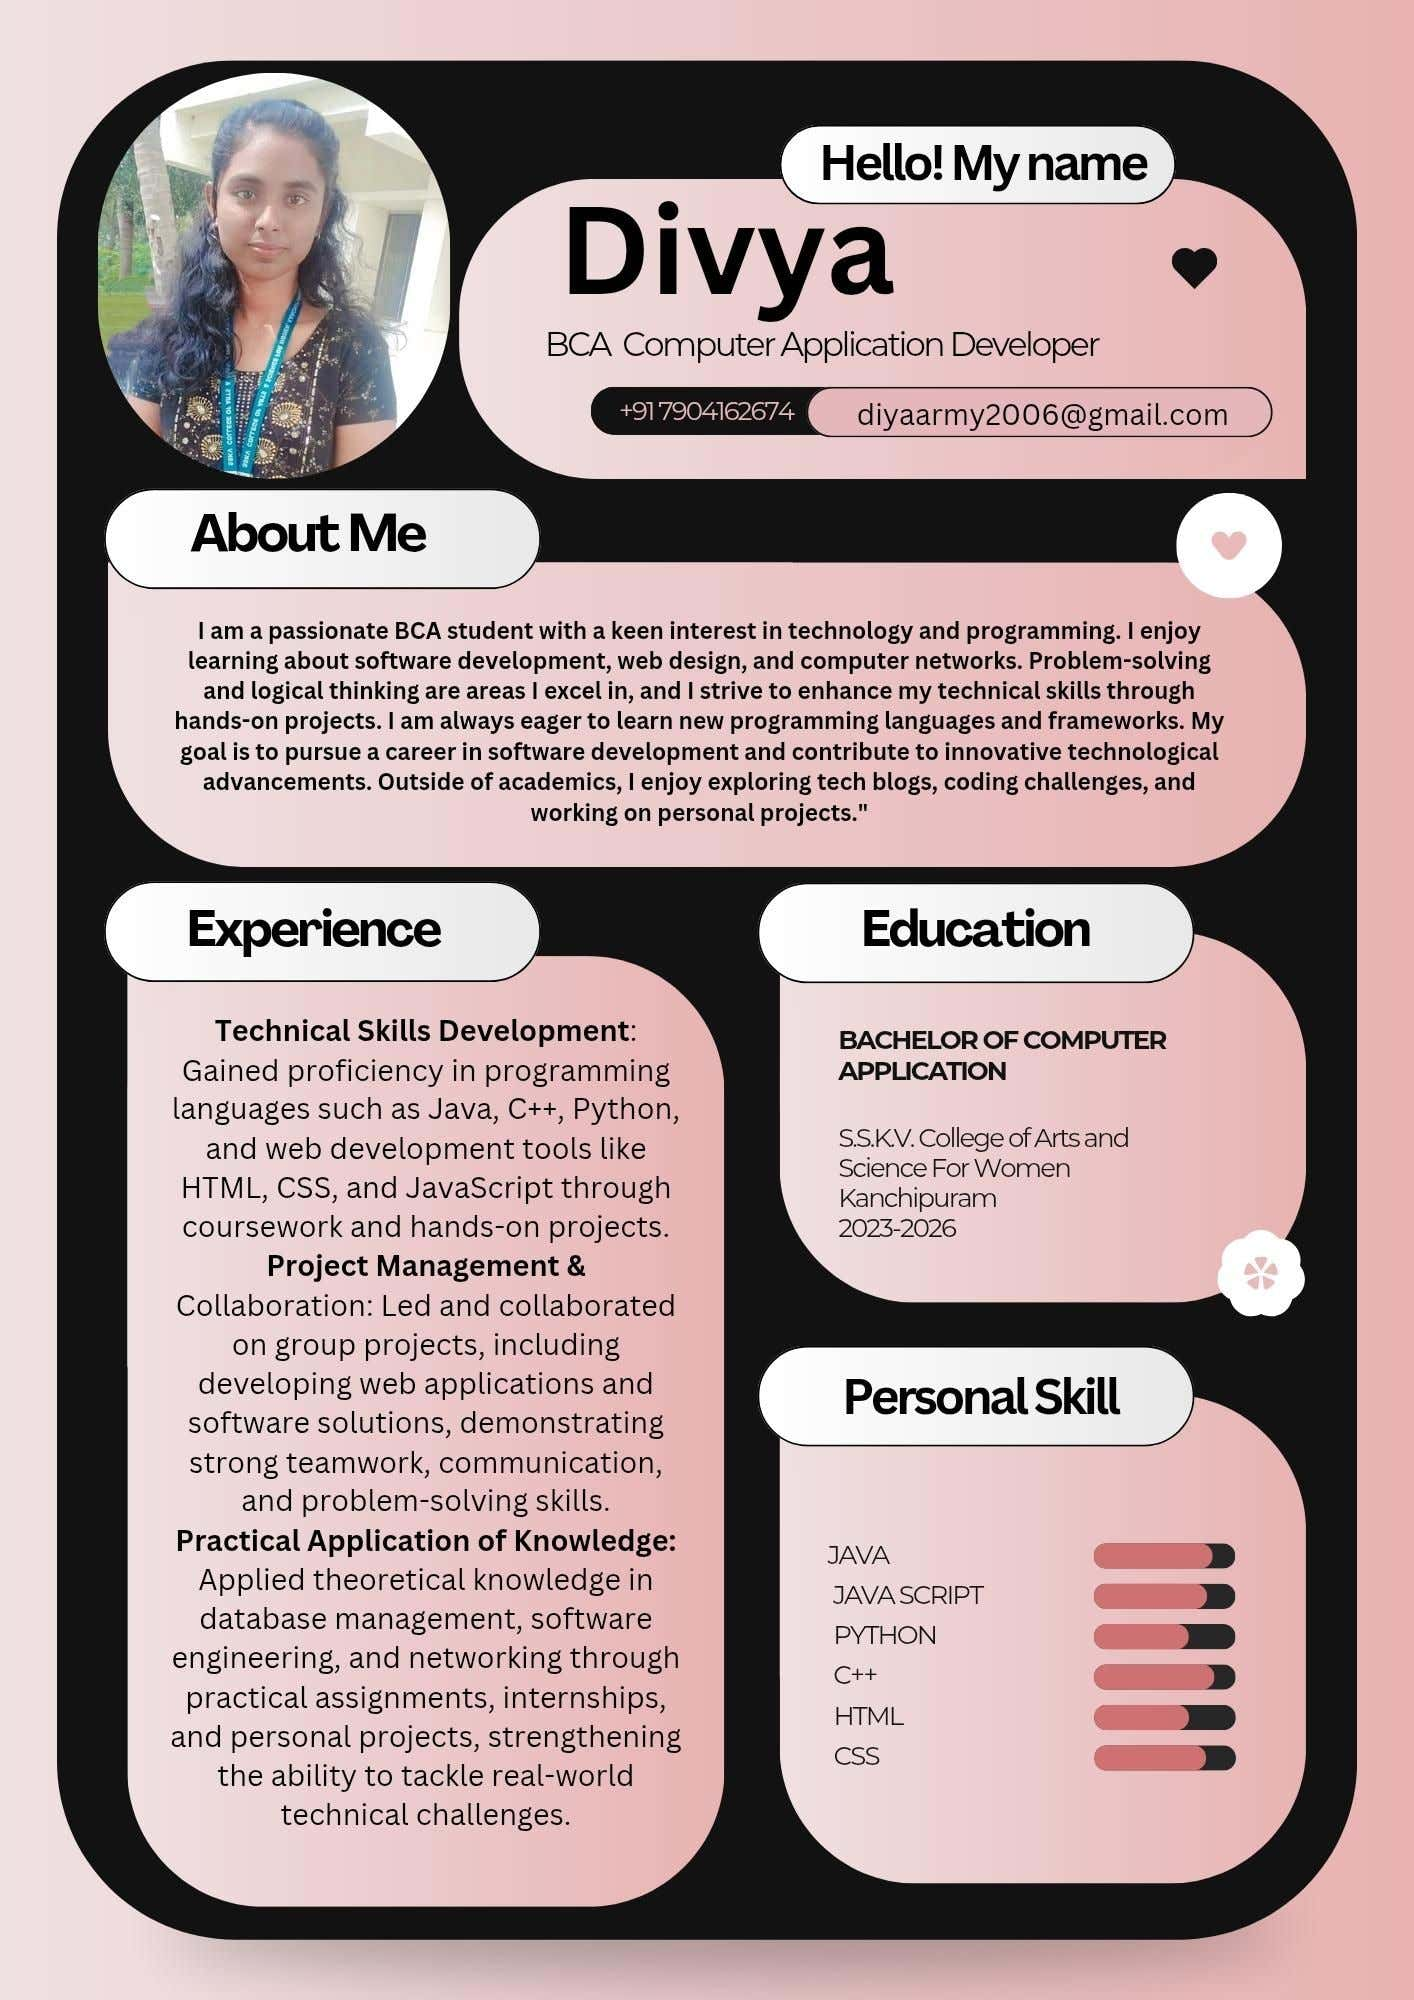 Hello! My name
Divya
BCA Computer Application Developer
+91 7904162674
diyaarmy2006@gmail.com
About Me
I am a passionate BCA student with a keen interest in technology and programming. I enjoy
learning about software development, web design, and computer networks. Problem-solving
and logical thinking are areas I excel in, and I strive to enhance my technical skills through
hands-on projects. I am always eager to learn new programming languages and frameworks. My
goal is to pursue a career in software development and contribute to innovative technological
advancements. Outside of academics, I enjoy exploring tech blogs, coding challenges, and
working on personal projects."
Experience
Technical Skills Development:
Gained proficiency in programming
languages such as Java, C++, Python,
and web development tools like
HTML, CSS, and JavaScript through
coursework and hands-on projects.
Project Management &
Collaboration: Led and collaborated
on group projects, including
developing web applications and
software solutions, demonstrating
strong teamwork, communication,
and problem-solving skills.
Practical Application of Knowledge:
Applied theoretical knowledge in
database management, software
engineering, and networking through
practical assignments, internships,
and personal projects, strengthening
the ability to tackle real-world
technical challenges.
Education
BACHELOR OF COMPUTER
APPLICATION
S.S.K.V. College of Arts and
Science For Women
Kanchipuram
2023-2026
Personal Skill
JAVA
JAVA SCRIPT
PYTHON
C++
HTML
CSS